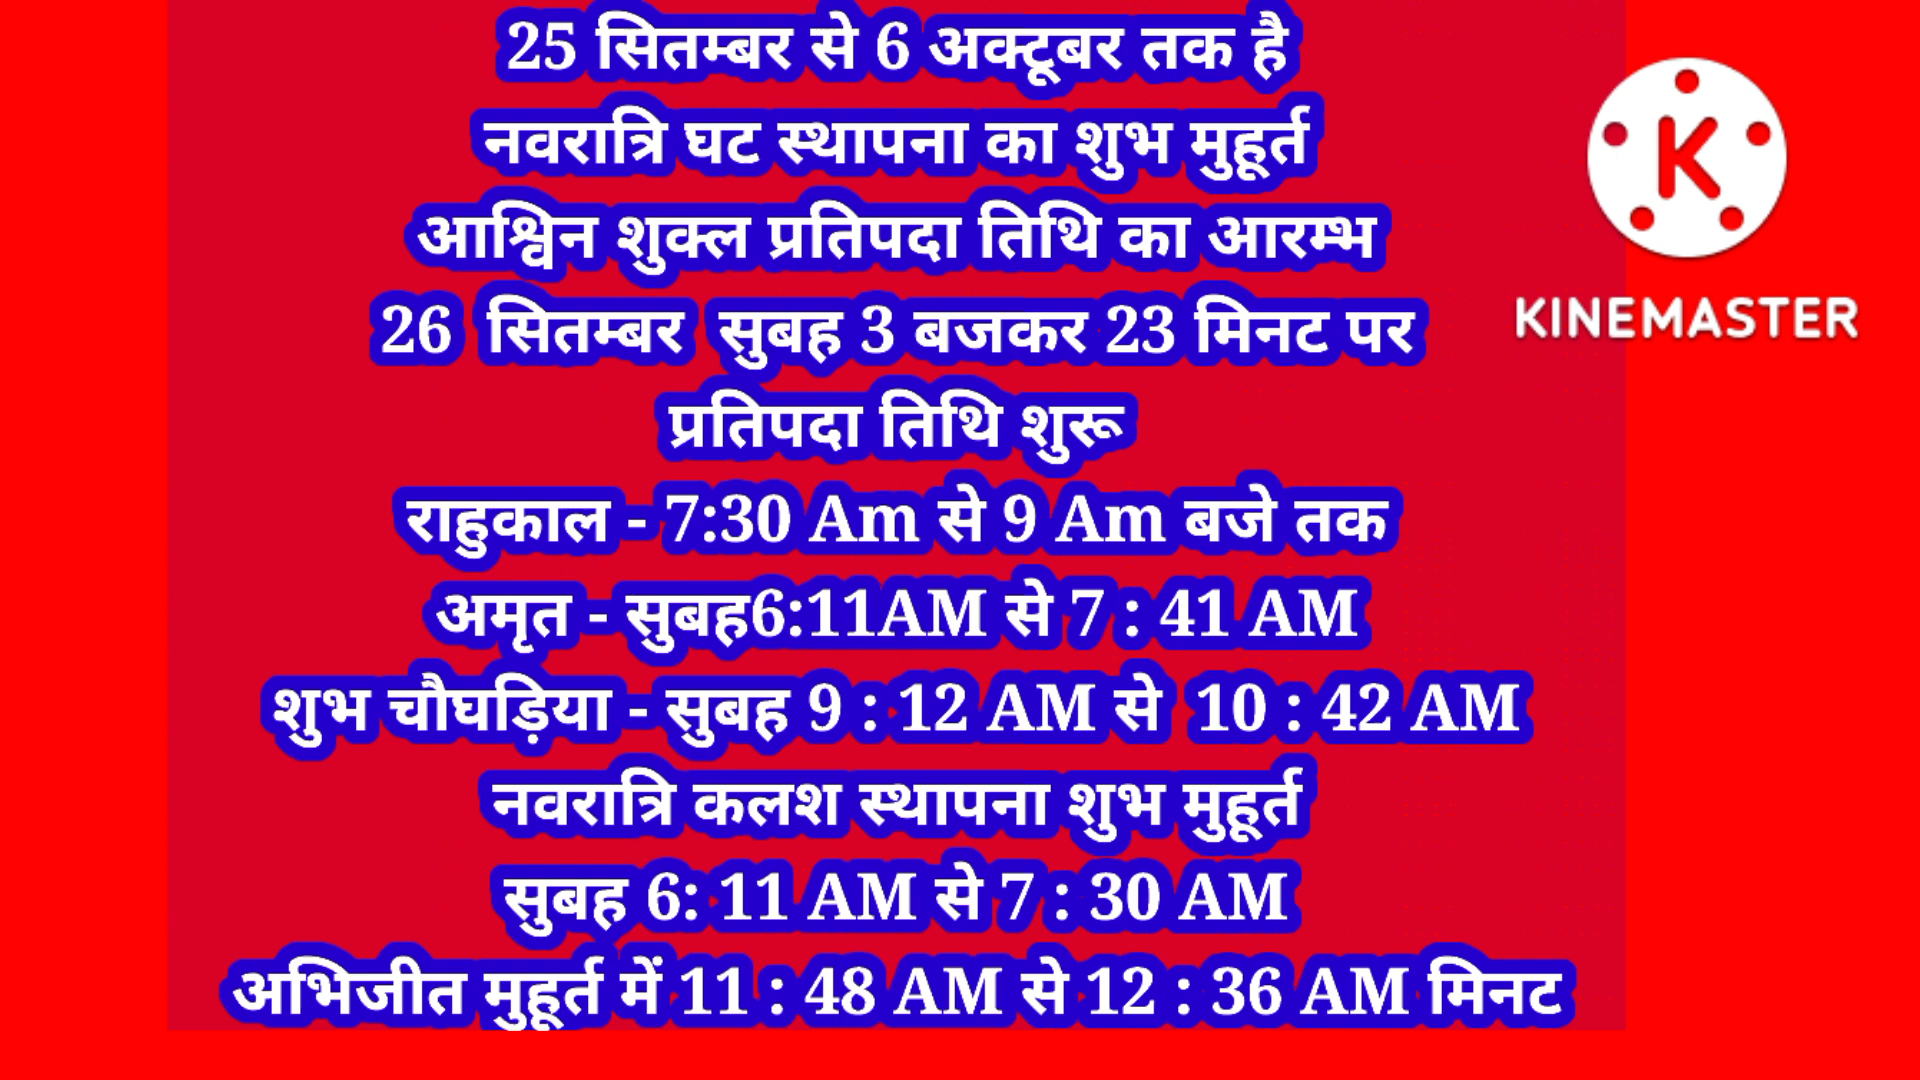 25 सितम्बर से 6 अक्टूबर तक है
नवरात्रि घट स्थापना का शुभ मुहूर्त
आश्विन शुक्ल प्रतिपदा तिथि का आरम्भ
26 सितम्बर सुबह 3 बजकर 23 मिनट पर
प्रतिपदा तिथि शुरू
राहुकाल - 7:30 Am से 9 Am बजे तक
अमृत - सुबह6:11AM से 7 : 41 AM
शुभ चौघड़िया - सुबह 9 : 12 AM से 10 : 42 AM
नवरात्रि कलश स्थापना शुभ मुहूर्त
सुबह 6: 11 AM से 7 : 30 AM
अभिजीत मुहूर्त में 11 : 48 AM से 12 : 36 AM मिनट
K
KINEMASTER